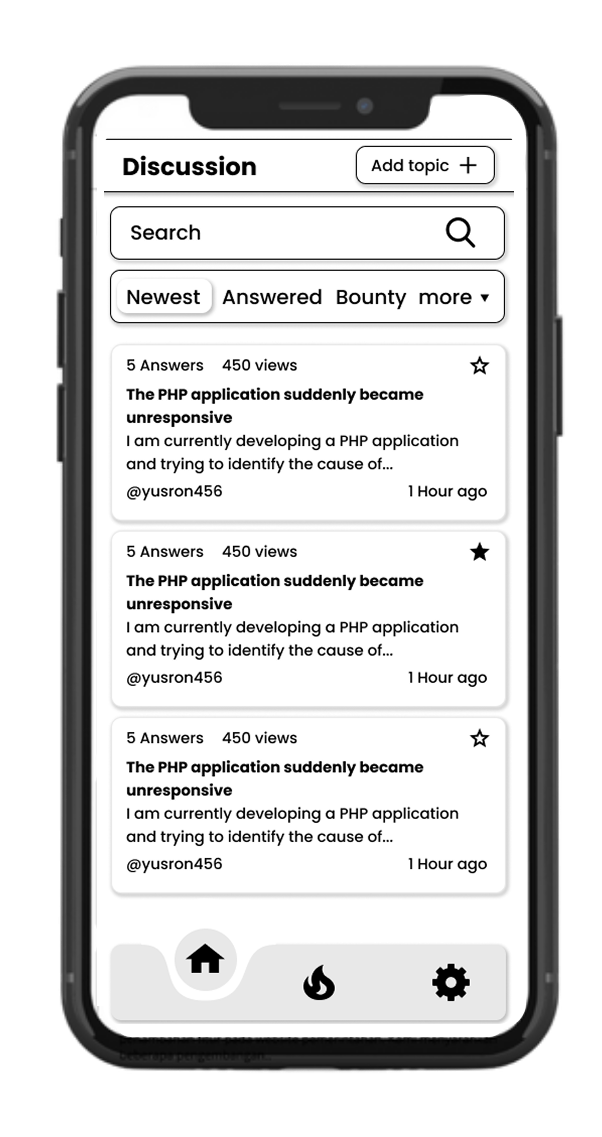 Discussion
Add topic +
Search
Newest Answered Bounty more ▾
5 Answers 450 views
The PHP application suddenly became
unresponsive
I am currently developing a PHP application
and trying to identify the cause of...
@yusron456 1 Hour ago
5 Answers 450 views
The PHP application suddenly became
unresponsive
I am currently developing a PHP application
and trying to identify the cause of...
@yusron456 1 Hour ago
5 Answers 450 views
The PHP application suddenly became
unresponsive
I am currently developing a PHP application
and trying to identify the cause of...
@yusron456 1 Hour ago
beberapa pengembangan..